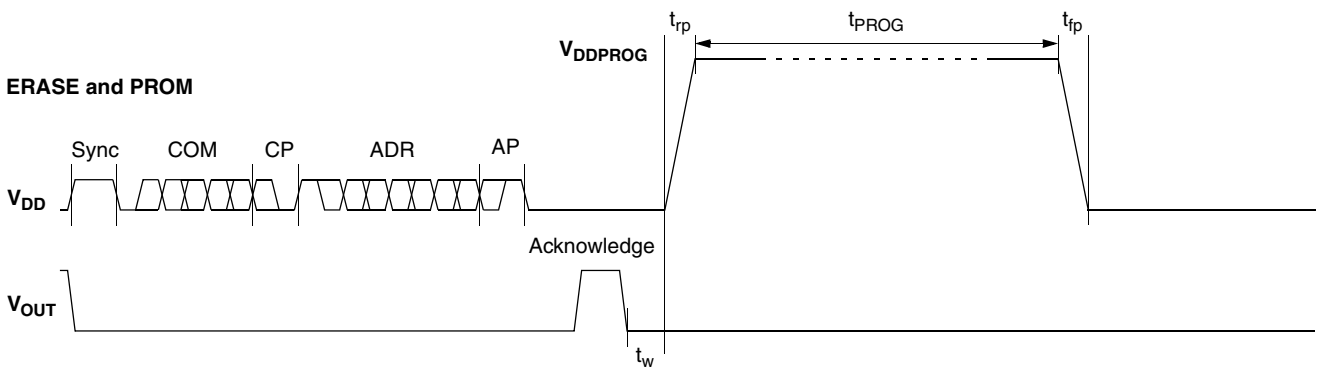 t_rp t_PROG t_fp
V_DDPROG
ERASE and PROM
Sync COM CP ADR AP
V_DD
Acknowledge
V_OUT
t_w